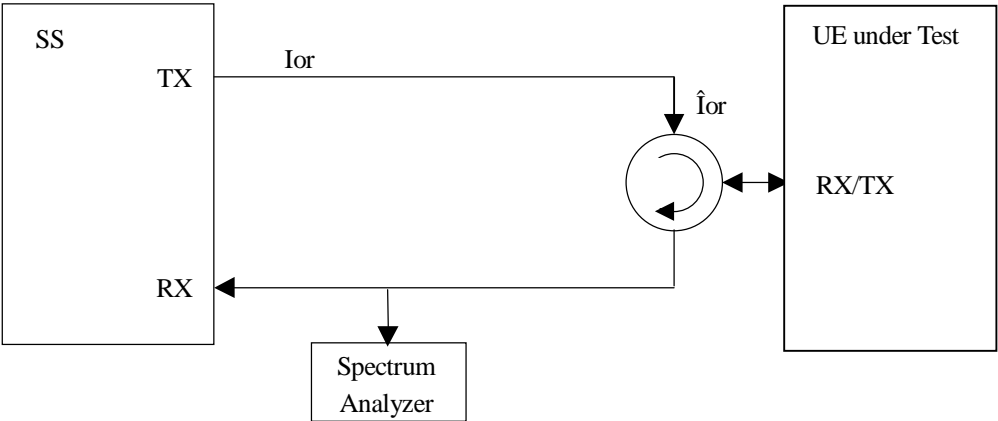 SS
UE under Test
TX
Ior
Îor
RX/TX
RX
Spectrum
Analyzer